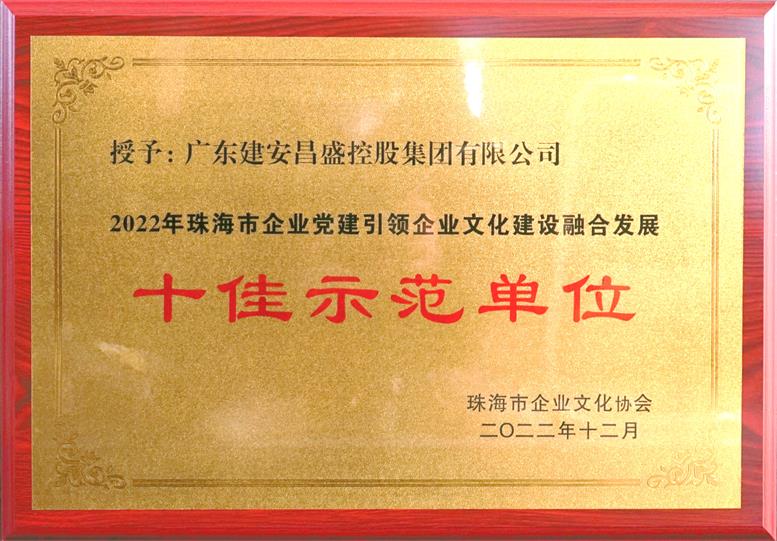 授予：广东建安昌盛控股集团有限公司
2022年珠海市企业党建引领企业文化建设融合发展
十佳示范单位
珠海市企业文化协会
二〇二二年十二月